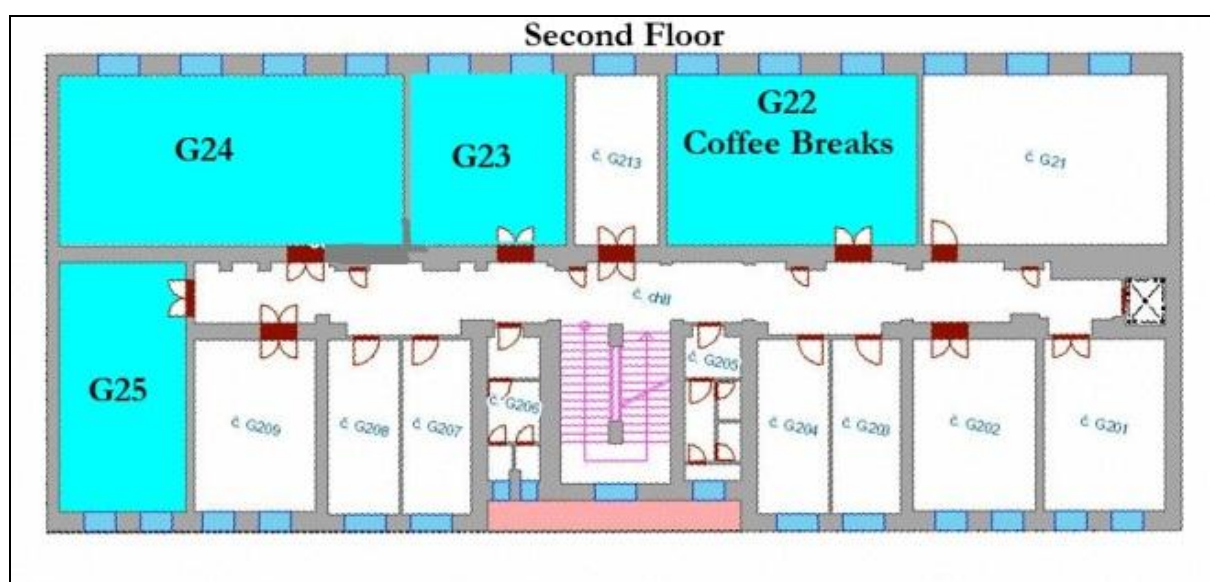 Second Floor
G24
G23
č. G213
G22
Coffee Breaks
č. G21
č. chll
G25
č. G209
č. G208
č. G207
č. G206
č. G205
č. G204
č. G203
č. G202
č. G201